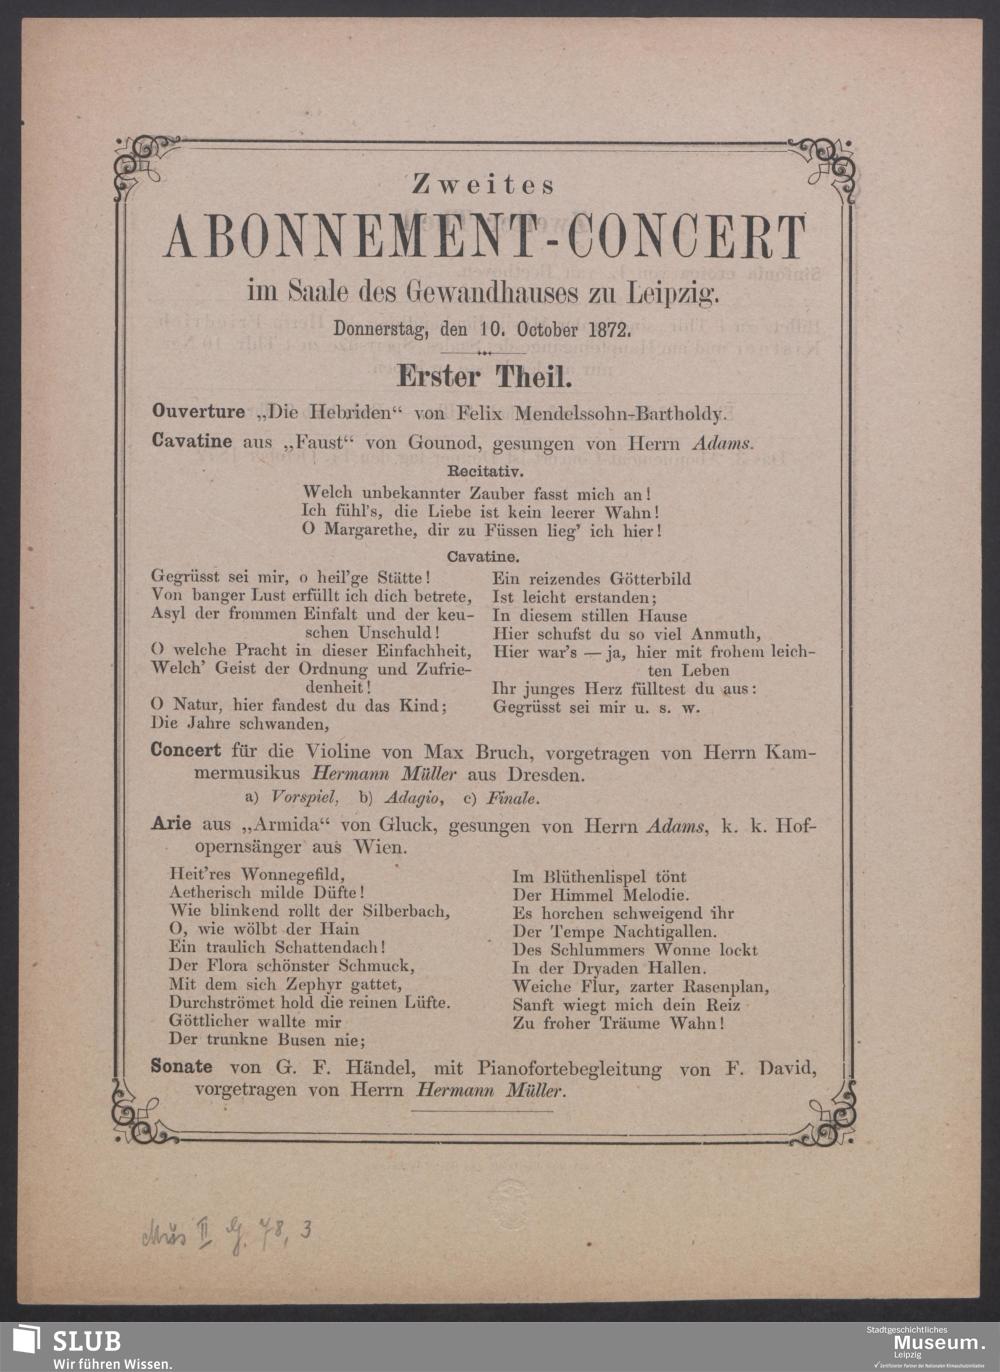 Zweites
ABONNEMENT-CONCERT
im Saale des Gewandhauses zu Leipzig.
Donnerstag, den 10. October 1872.
Erster Theil.
Ouverture „Die Hebriden“ von Felix Mendelssohn-Bartholdy.
Cavatine aus „Faust“ von Gounod, gesungen von Herrn Adams.
Recitativ.
Welch unbekannter Zauber fasst mich an!
Ich fühl's, die Liebe ist kein leerer Wahn!
O Margarethe, dir zu Füssen lieg' ich hier!
Cavatine.
Gegrüsst sei mir, o heil'ge Stätte!
Von banger Lust erfüllt ich dich betrete,
Asyl der frommen Einfalt und der keu-
schen Unschuld!
O welche Pracht in dieser Einfachheit,
Welch' Geist der Ordnung und Zufrie-
denheit!
O Natur, hier fandest du das Kind;
Die Jahre schwanden,
Ein reizendes Götterbild
Ist leicht erstanden;
In diesem stillen Hause
Hier schufst du so viel Anmuth,
Hier war's — ja, hier mit frohem leich-
ten Leben
Ihr junges Herz fülltest du aus:
Gegrüsst sei mir u. s. w.
Concert für die Violine von Max Bruch, vorgetragen von Herrn Kam-
mermusikus Hermann Müller aus Dresden.
a) Vorspiel, b) Adagio, c) Finale.
Arie aus „Armida“ von Gluck, gesungen von Herrn Adams, k. k. Hof-
opernsänger aus Wien.
Heit'res Wonnegefild,
Aetherisch milde Düfte!
Wie blinkend rollt der Silberbach,
O, wie wölbt der Hain
Ein traulich Schattendach!
Der Flora schönster Schmuck,
Mit dem sich Zephyr gattet,
Durchströmet hold die reinen Lüfte.
Göttlicher wallte mir
Der trunkne Busen nie;
Im Blüthenlispel tönt
Der Himmel Melodie.
Es horchen schweigend ihr
Der Tempe Nachtigallen.
Des Schlummers Wonne lockt
In der Dryaden Hallen.
Weiche Flur, zarter Rasenplan,
Sanft wiegt mich dein Reiz
Zu froher Träume Wahn!
Sonate von G. F. Händel, mit Pianofortebegleitung von F. David,
vorgetragen von Herrn Hermann Müller.
Mus II G. 78, 3
SLUB
Wir führen Wissen.
Stadtgeschichtliches
Museum.
Leipzig
Zertifizierter Partner der Nationalen Klimaschutzinitiative